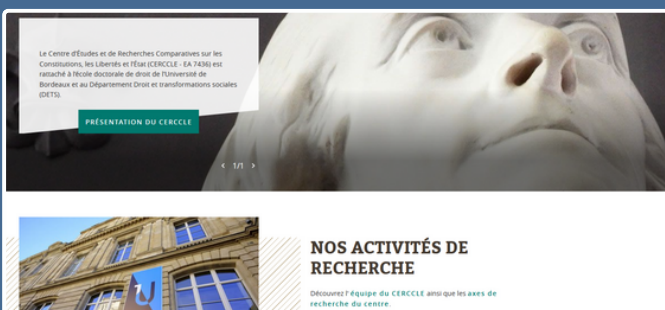 Le Centre d'Études et de Recherches Comparatives sur les
Constitutions, les Libertés et l'État (CERCCLE - EA 7436) est
rattaché à l'école doctorale de droit de l'Université de
Bordeaux et au Département Droit et transformations sociales
(DETS).
PRÉSENTATION DU CERCCLE
‹ 1/1 ›
U
NOS ACTIVITÉS DE
RECHERCHE
Découvrez l' équipe du CERCCLE ainsi que les axes de
recherche du centre.